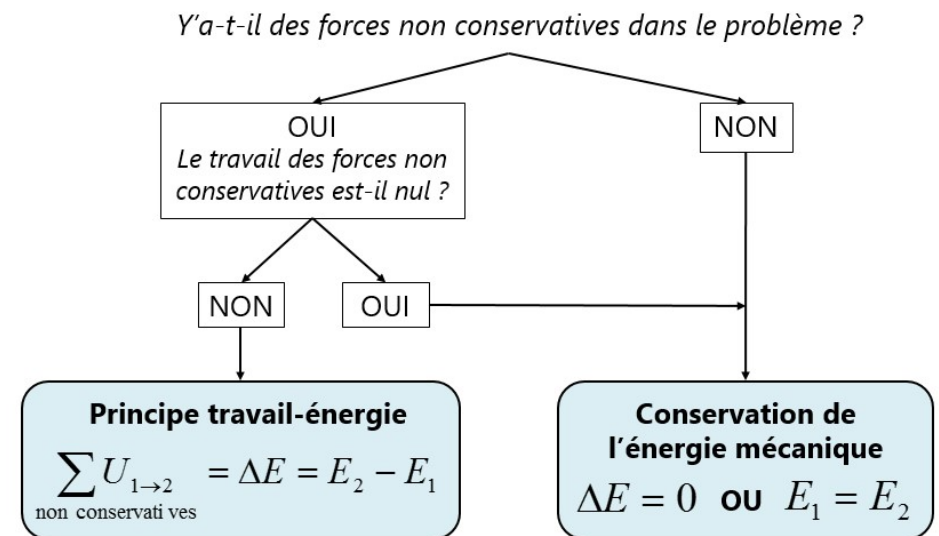 Y'a-t-il des forces non conservatives dans le problème ?
OUI
Le travail des forces non
conservatives est-il nul ?
NON
NON
OUI
Principe travail-énergie
∑ U₁→₂ = ΔE = E₂ − E₁
non conservati ves
Conservation de
l'énergie mécanique
ΔE = 0 OU E₁ = E₂